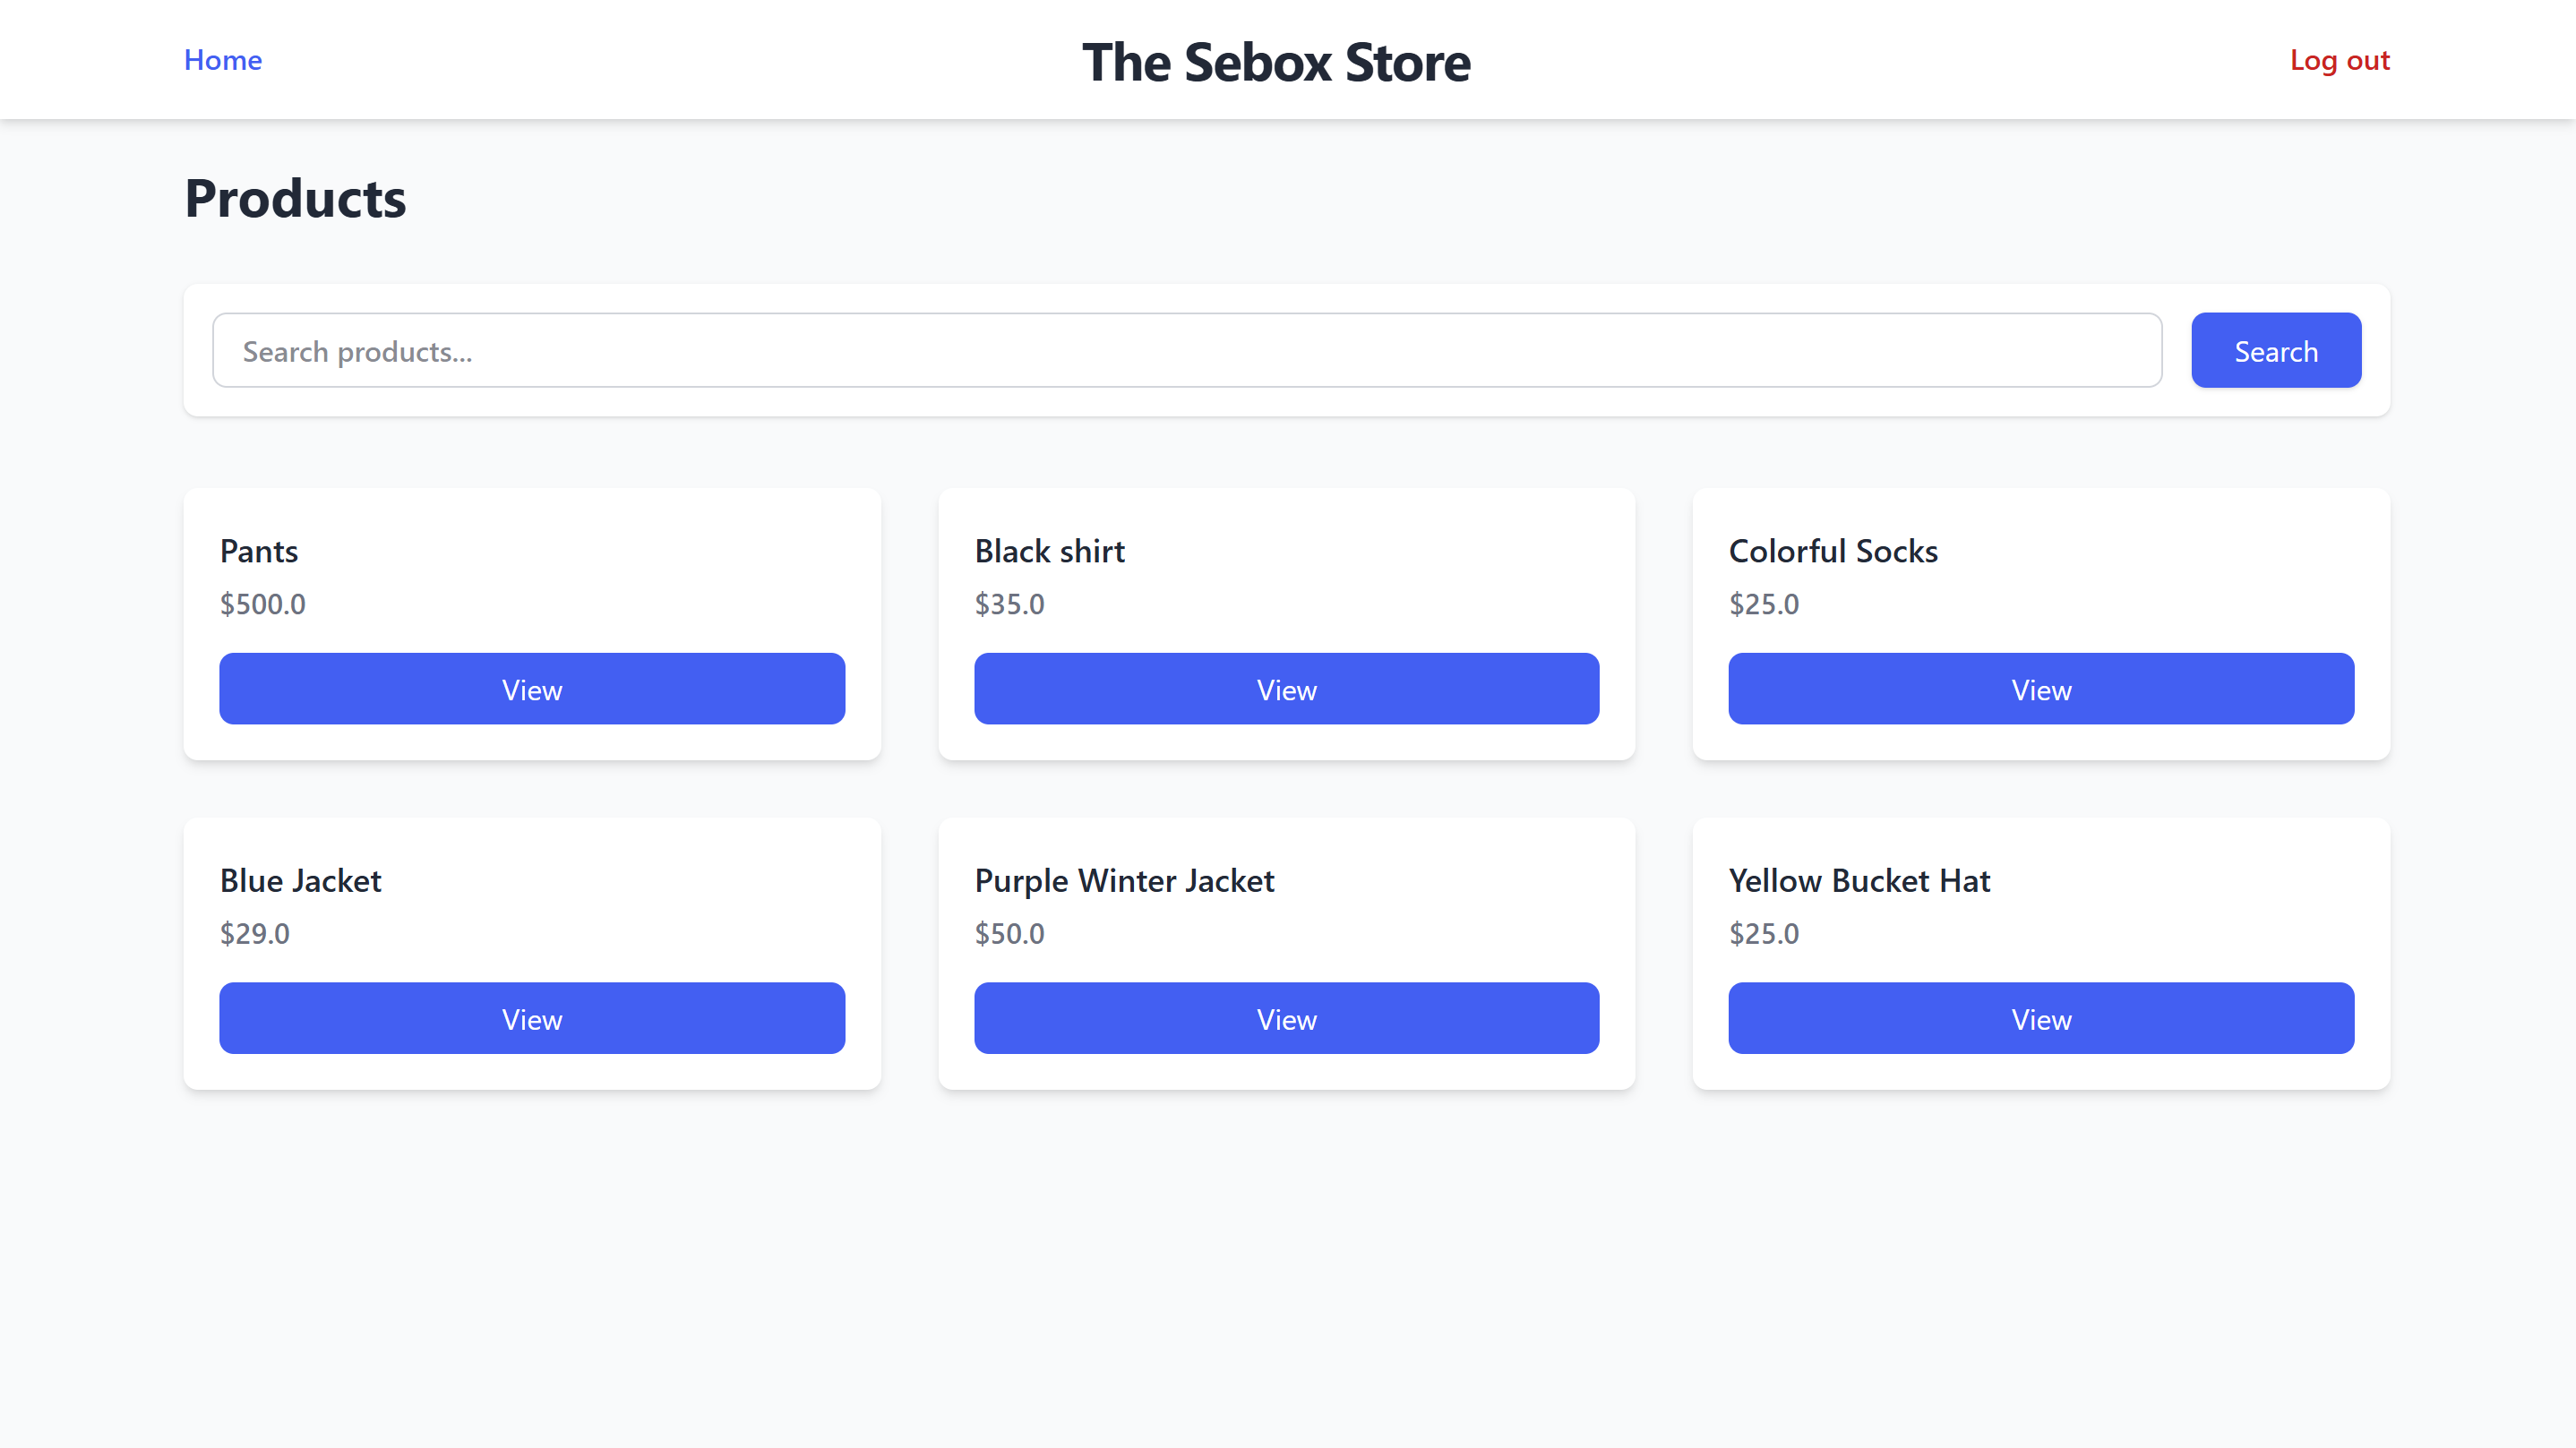 Home
The Sebox Store
Log out
Products
Search products...
Search
Pants
$500.0
View
Black shirt
$35.0
View
Colorful Socks
$25.0
View
Blue Jacket
$29.0
View
Purple Winter Jacket
$50.0
View
Yellow Bucket Hat
$25.0
View